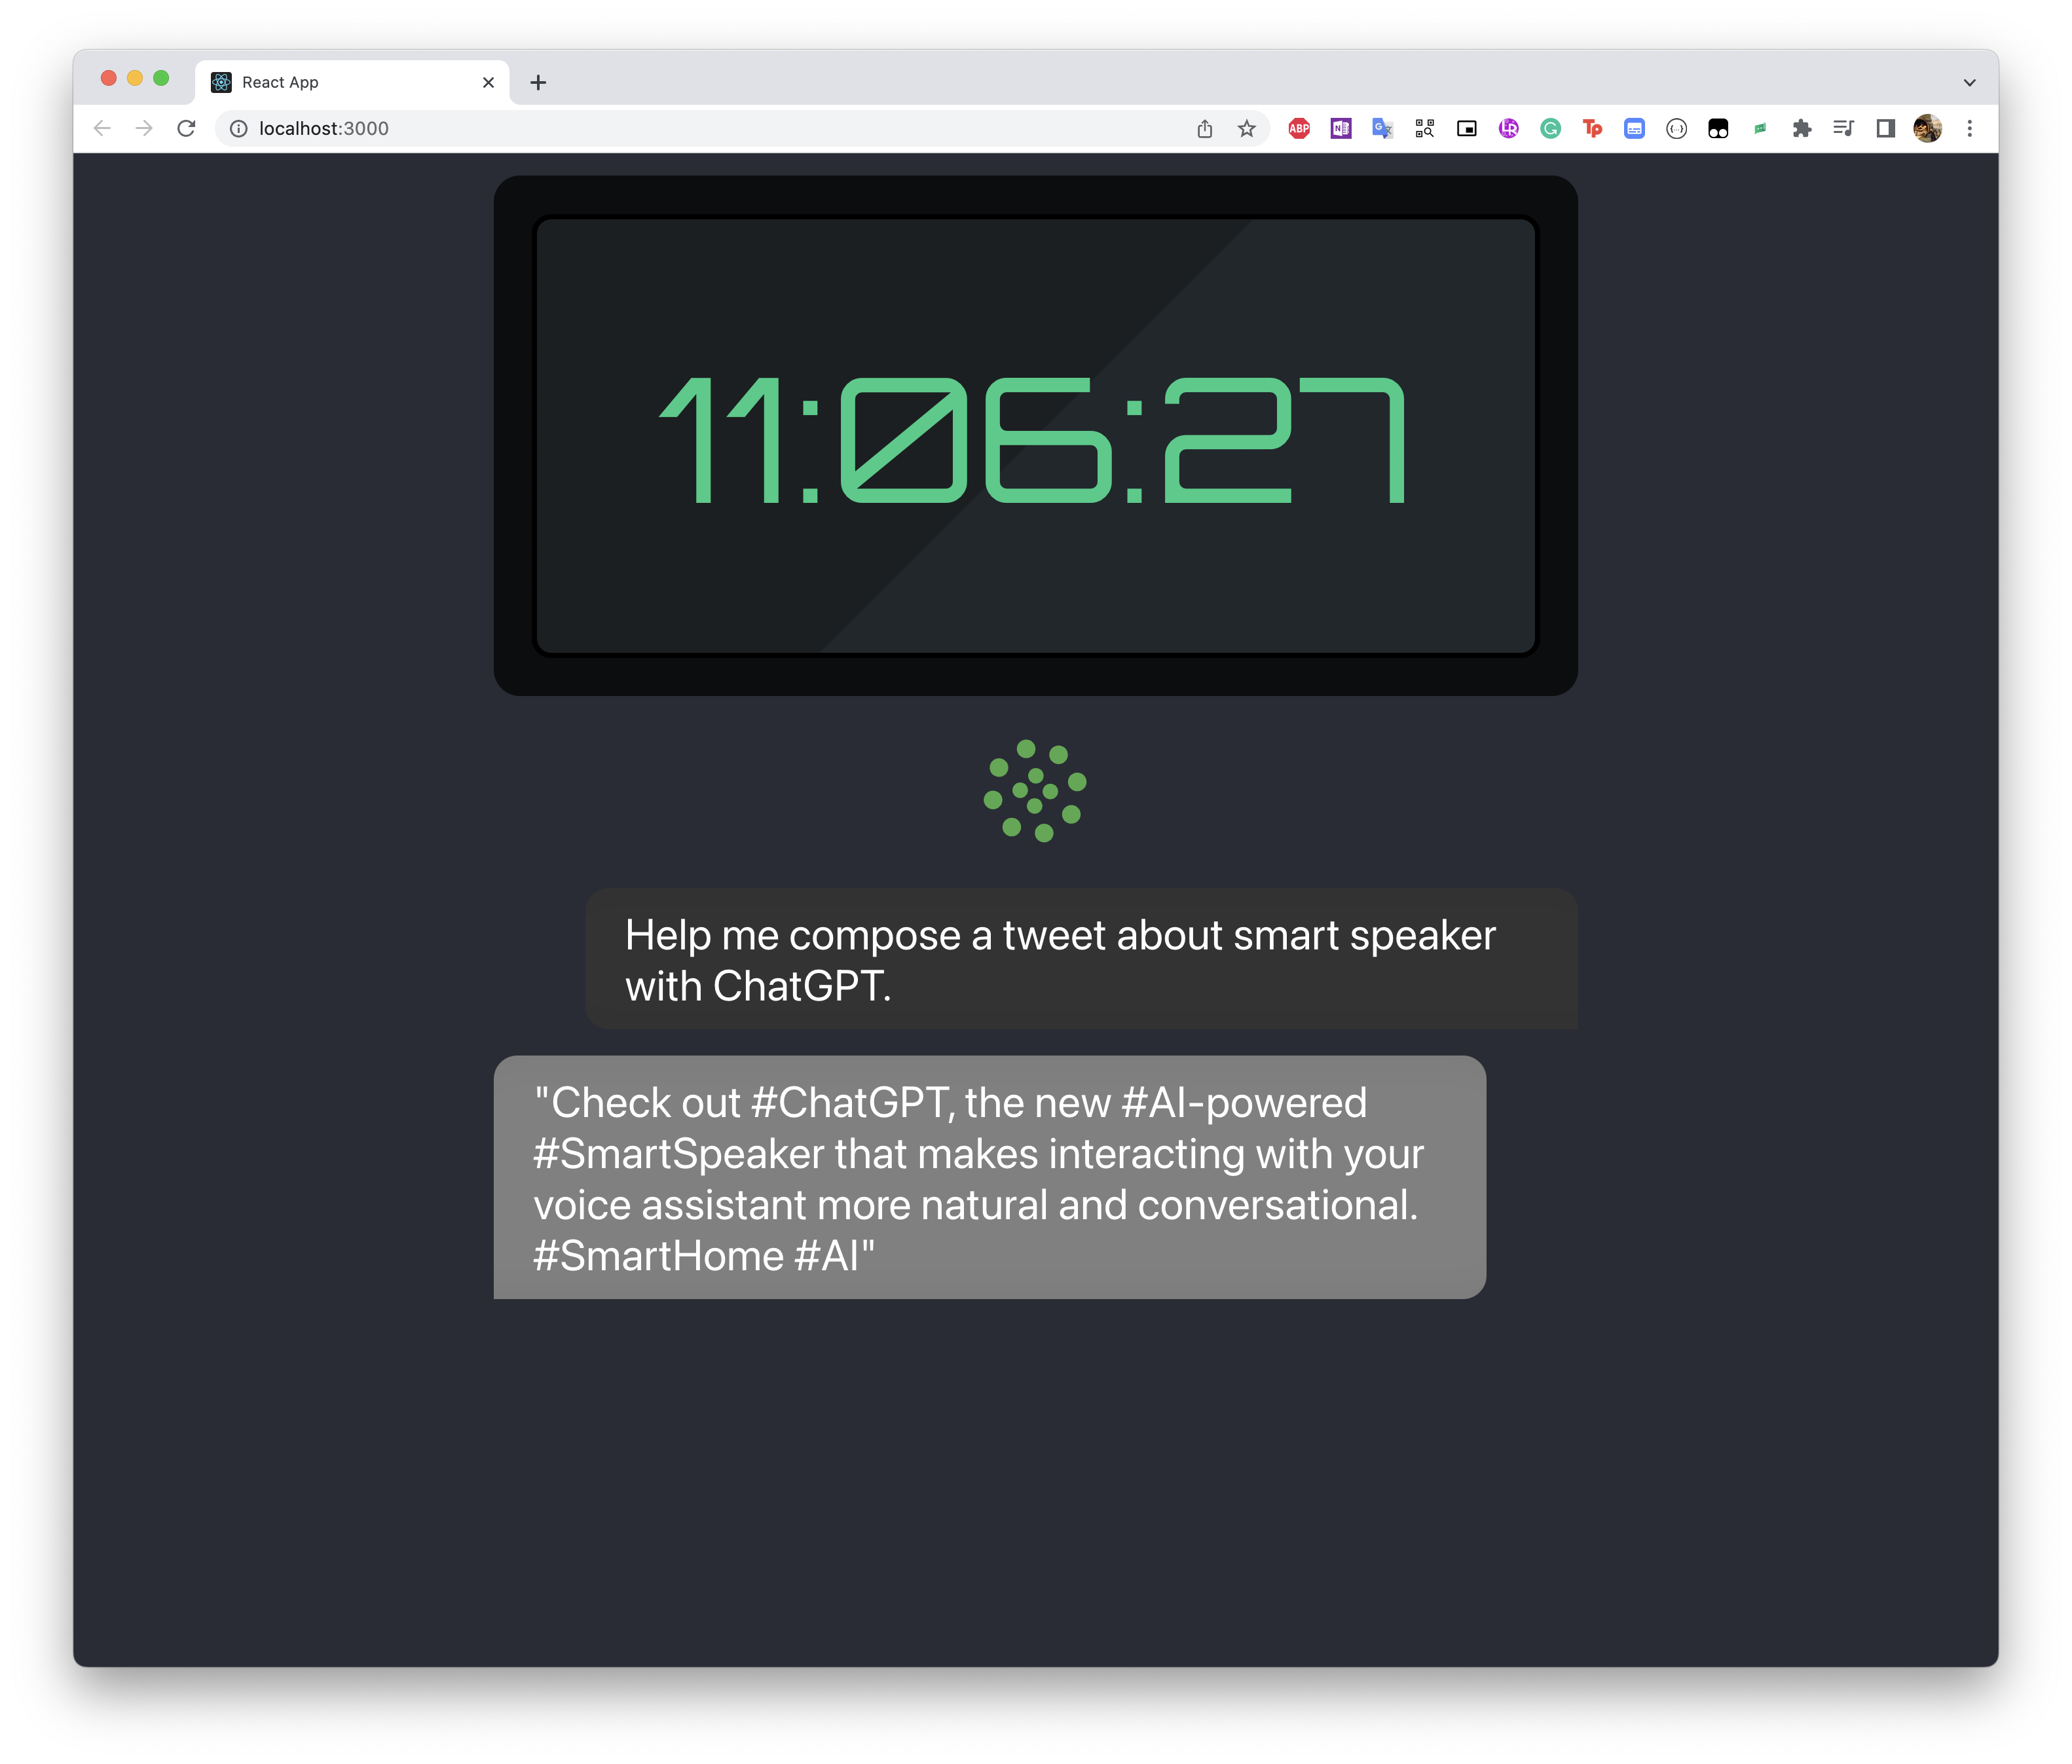 React App
localhost:3000
ABP
N
G
LR
G
Tp
11:06:27
Help me compose a tweet about smart speaker
with ChatGPT.
"Check out #ChatGPT, the new #AI-powered
#SmartSpeaker that makes interacting with your
voice assistant more natural and conversational.
#SmartHome #AI"